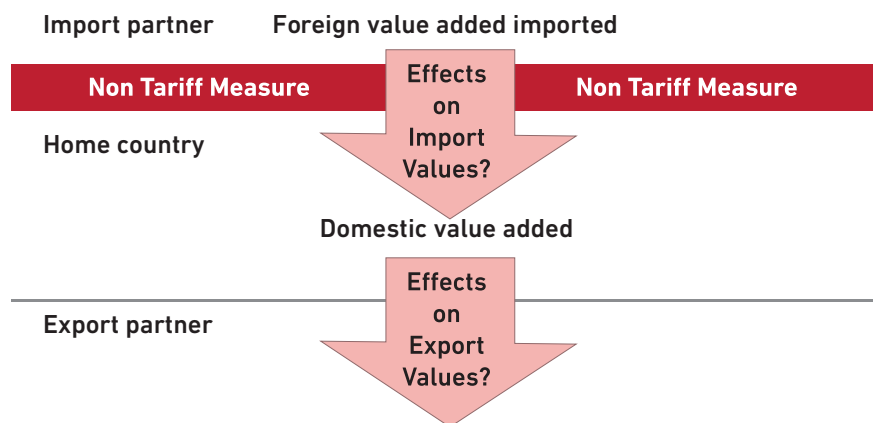 Import partner
Foreign value added imported
Non Tariff Measure
Effects
on
Import
Values?
Non Tariff Measure
Home country
Domestic value added
Effects
on
Export
Values?
Export partner